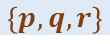 {p, q, r}